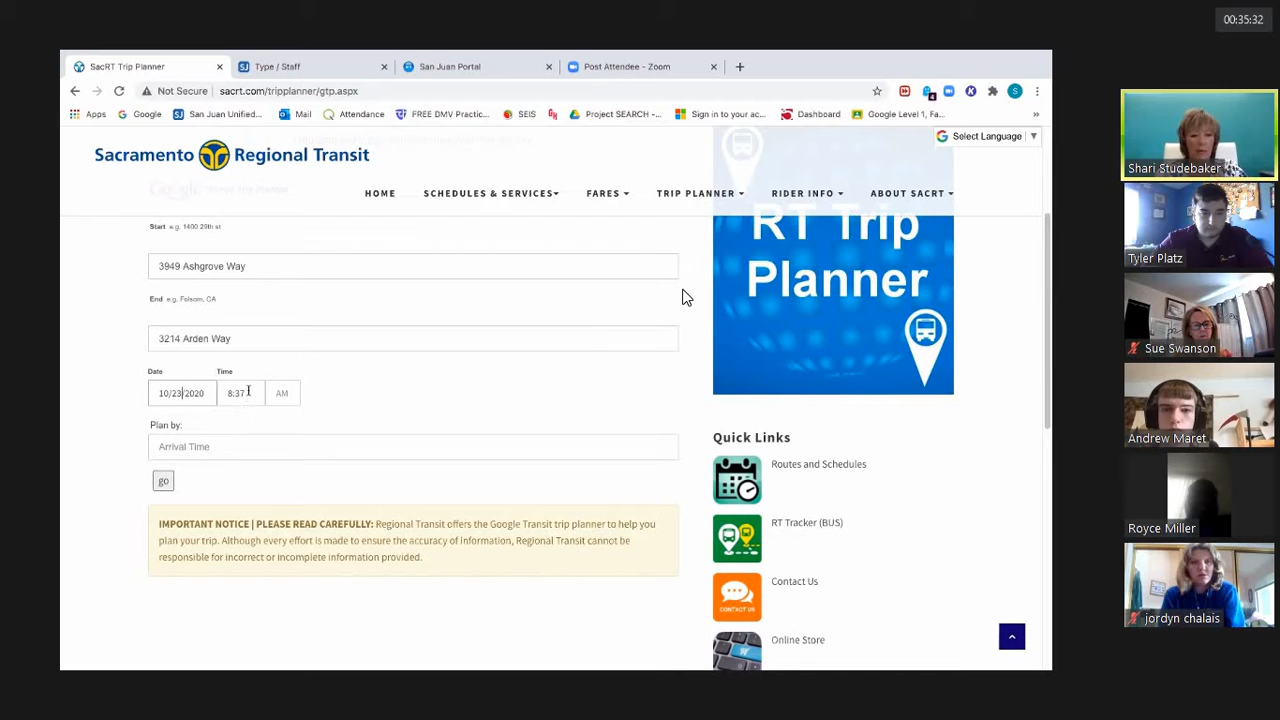 00:35:32
SacRT Trip Planner
Type / Staff
San Juan Portal
Post Attendee - Zoom
Not Secure
sacrt.com/tripplanner/gtp.aspx
Apps
Google
San Juan Unified...
Mail
Attendance
FREE DMV Practic...
SEIS
Project SEARCH -...
Sign in to your ac...
Dashboard
Google Level 1, Fa...
Select Language
Sacramento Regional Transit
HOME
SCHEDULES & SERVICES
FARES
TRIP PLANNER
RIDER INFO
ABOUT SACRT
Start e.g. 1400 29th st
3949 Ashgrove Way
End e.g. Folsom, CA
3214 Arden Way
Date
Time
10/23/2020
8:37
AM
Plan by:
Arrival Time
go
IMPORTANT NOTICE | PLEASE READ CAREFULLY: Regional Transit offers the Google Transit trip planner to help you
plan your trip. Although every effort is made to ensure the accuracy of information, Regional Transit cannot be
responsible for incorrect or incomplete information provided.
RT Trip
Planner
Quick Links
Routes and Schedules
RT Tracker (BUS)
Contact Us
CONTACT US
Online Store
Shari Studebaker
Tyler Platz
Sue Swanson
Andrew Maret
Royce Miller
jordyn chalais